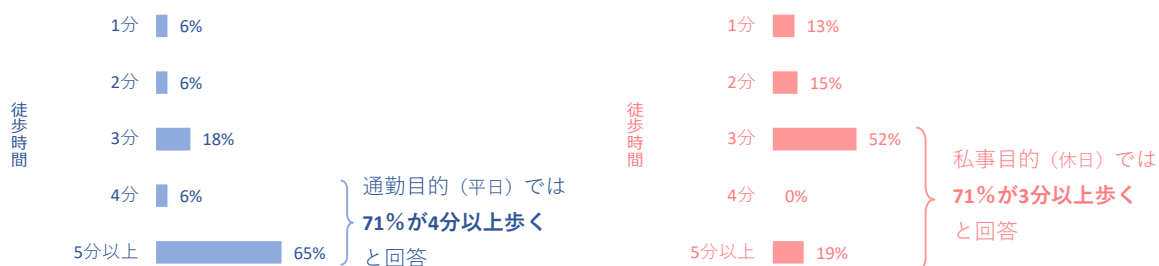 徒歩時間
1分 6%
2分 6%
3分 18%
4分 6%
5分以上 65%
通勤目的（平日）では
71%が4分以上歩く
と回答
徒歩時間
1分 13%
2分 15%
3分 52%
4分 0%
5分以上 19%
私事目的（休日）では
71%が3分以上歩く
と回答